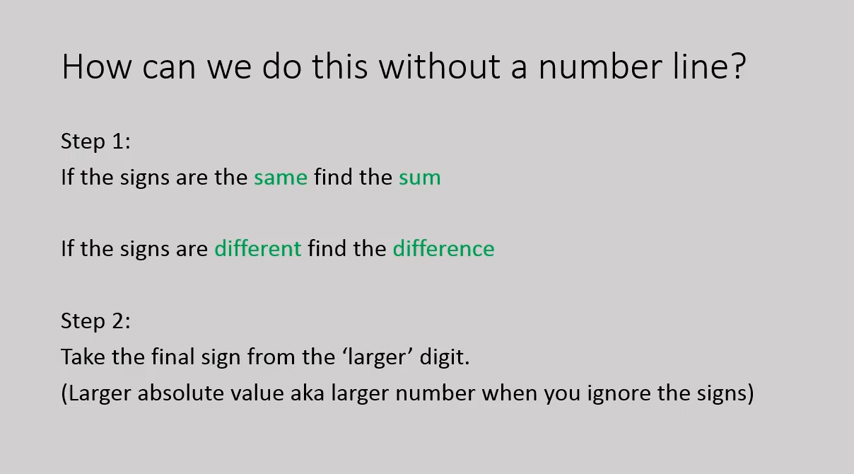 How can we do this without a number line?
Step 1:
If the signs are the same find the sum
If the signs are different find the difference
Step 2:
Take the final sign from the ‘larger’ digit.
(Larger absolute value aka larger number when you ignore the signs)